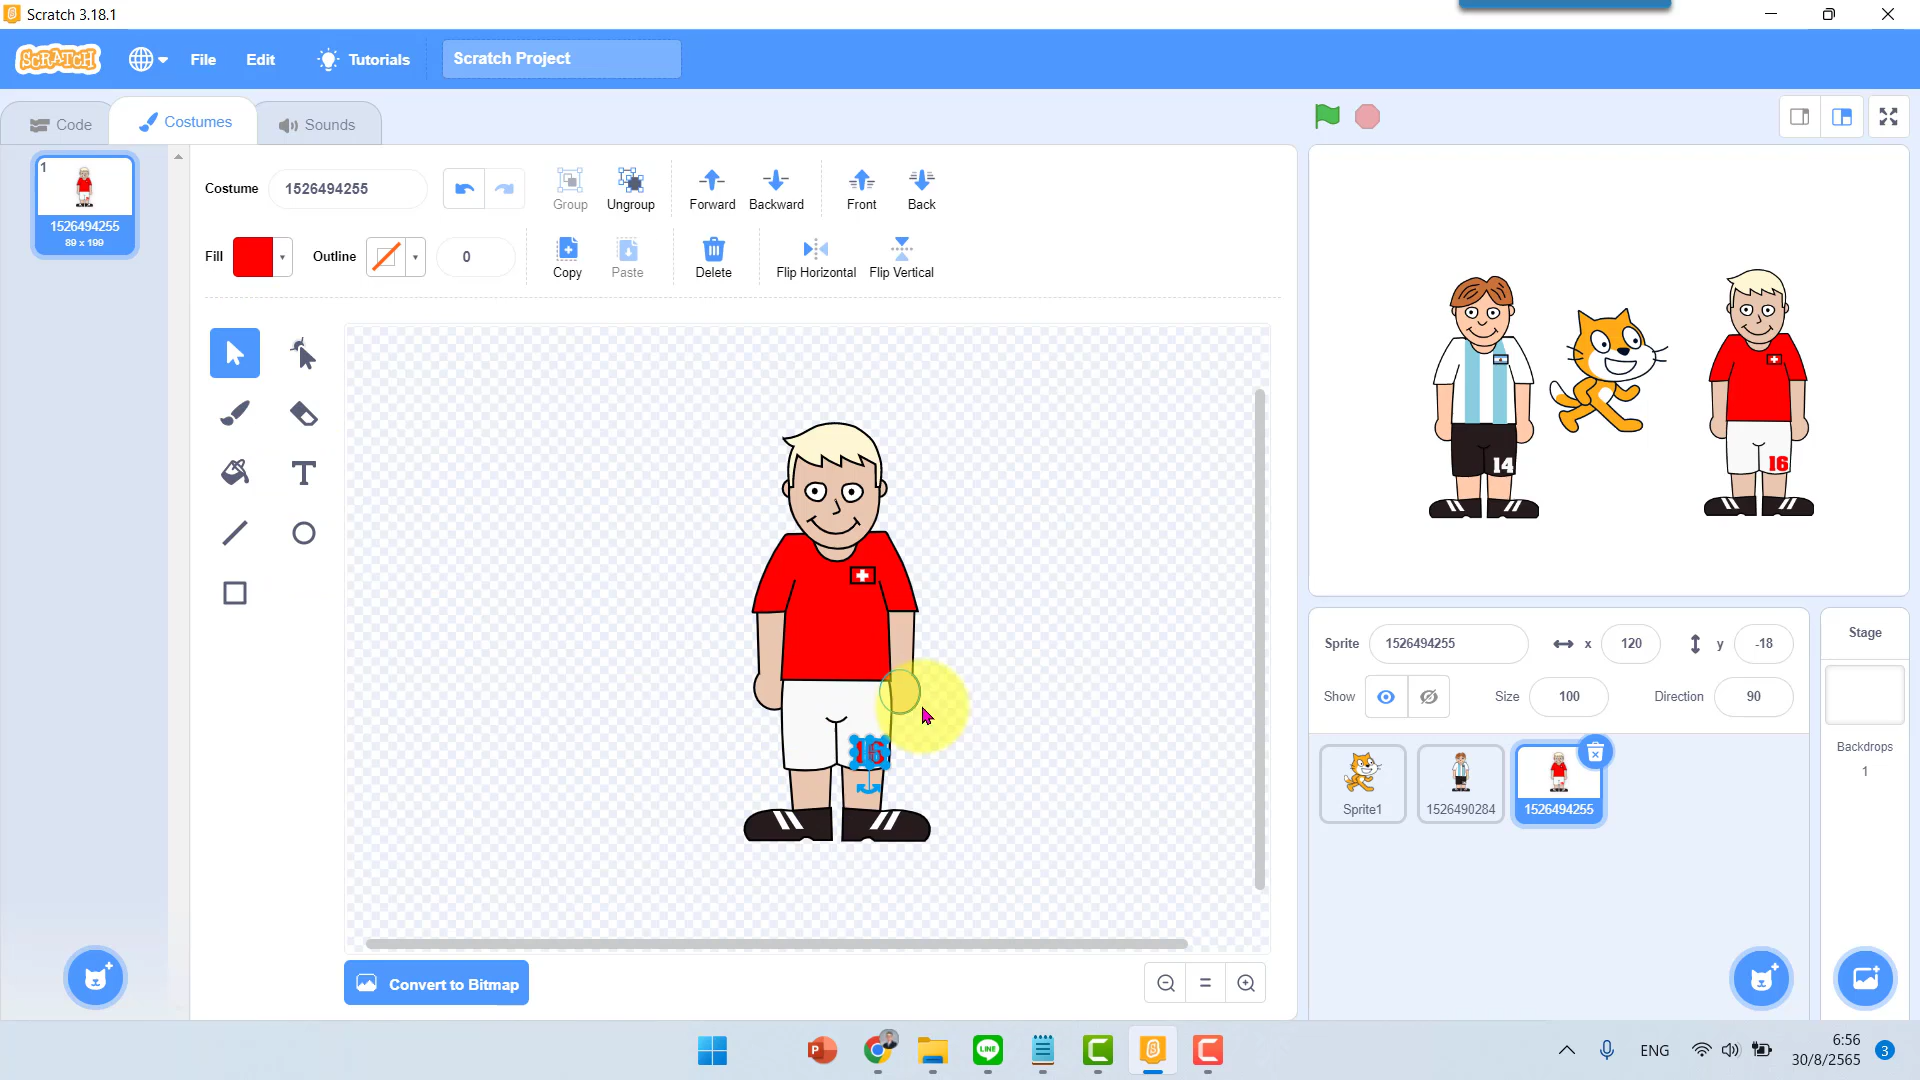 Scratch 3.18.1
SCRATCH File Edit Tutorials Scratch Project
Code Costumes Sounds
1
1526494255
89 x 199
Costume 1526494255 Group Ungroup Forward Backward Front Back
Fill Outline 0 Copy Paste Delete Flip Horizontal Flip Vertical
16
14
16
Convert to Bitmap
Sprite 1526494255 x 120 y -18
Show Size 100 Direction 90
Sprite1
1526490284
1526494255
Stage
Backdrops
1
LINE
ENG
6:56
30/8/2565
3